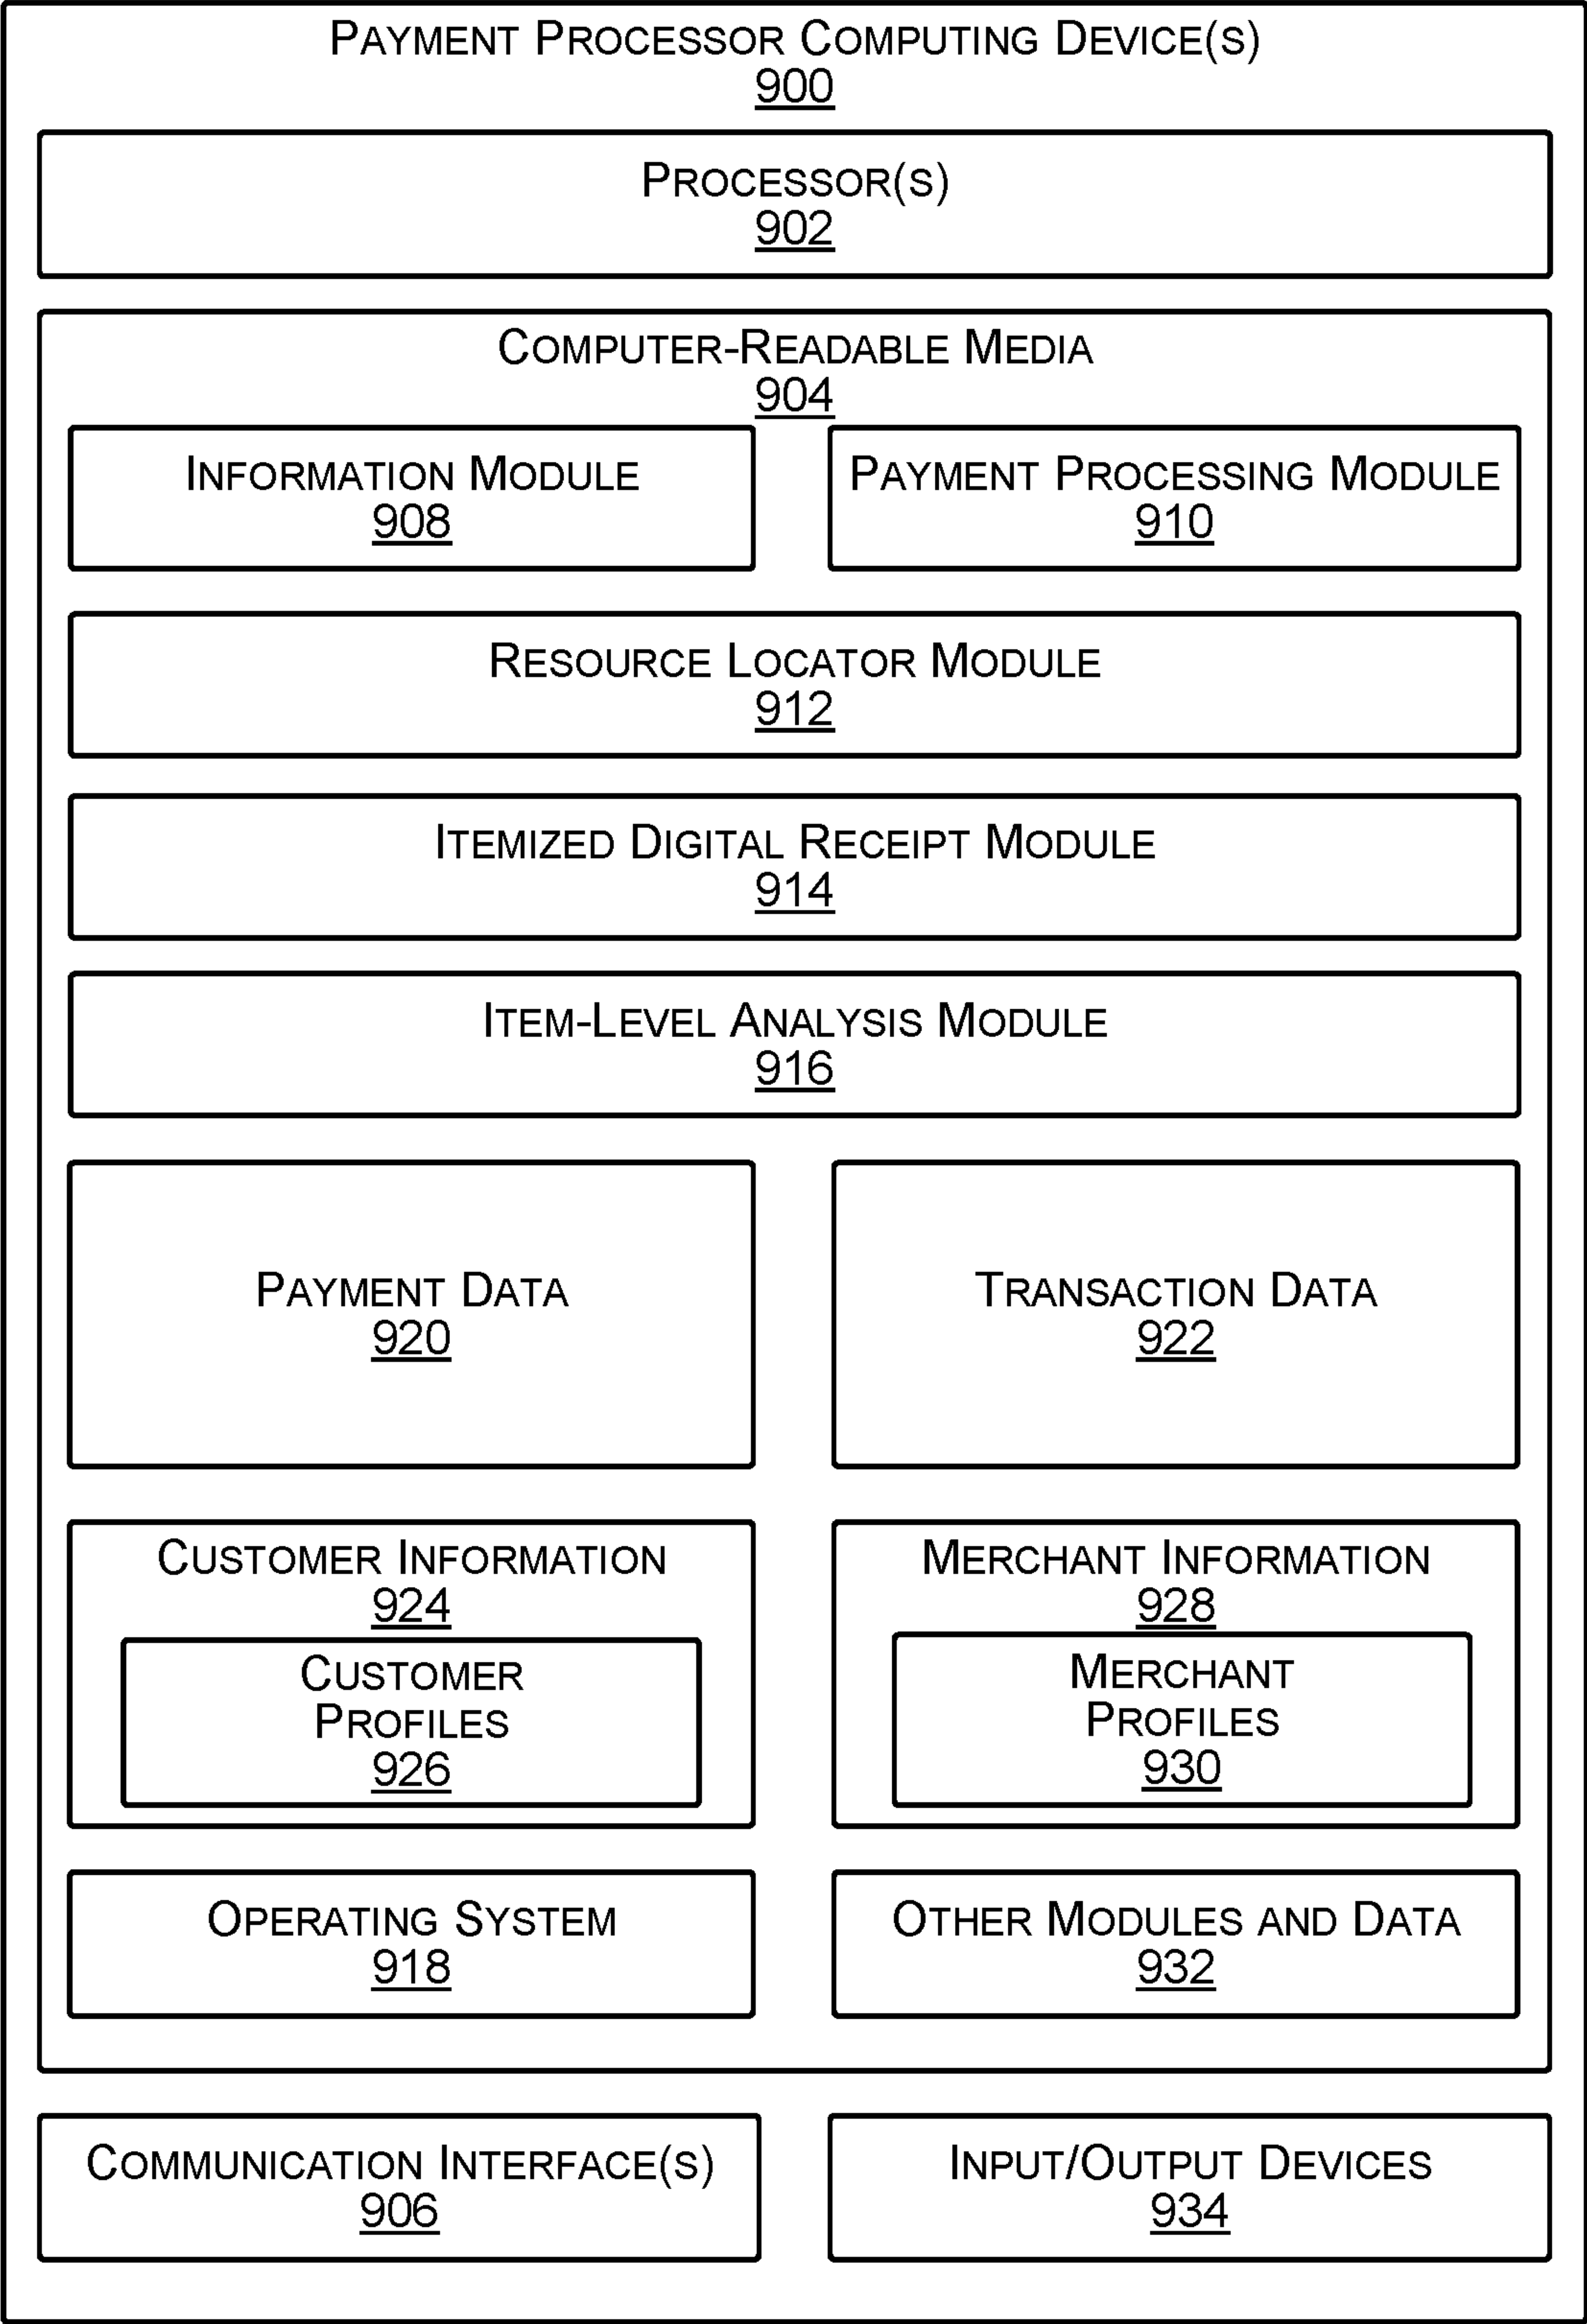 PAYMENT PROCESSOR COMPUTING DEVICE(S)
900
PROCESSOR(S)
902
COMPUTER-READABLE MEDIA
904
INFORMATION MODULE
908
PAYMENT PROCESSING MODULE
910
RESOURCE LOCATOR MODULE
912
ITEMIZED DIGITAL RECEIPT MODULE
914
ITEM-LEVEL ANALYSIS MODULE
916
PAYMENT DATA
920
TRANSACTION DATA
922
CUSTOMER INFORMATION
924
CUSTOMER
PROFILES
926
MERCHANT INFORMATION
928
MERCHANT
PROFILES
930
OPERATING SYSTEM
918
OTHER MODULES AND DATA
932
COMMUNICATION INTERFACE(S)
906
INPUT/OUTPUT DEVICES
934